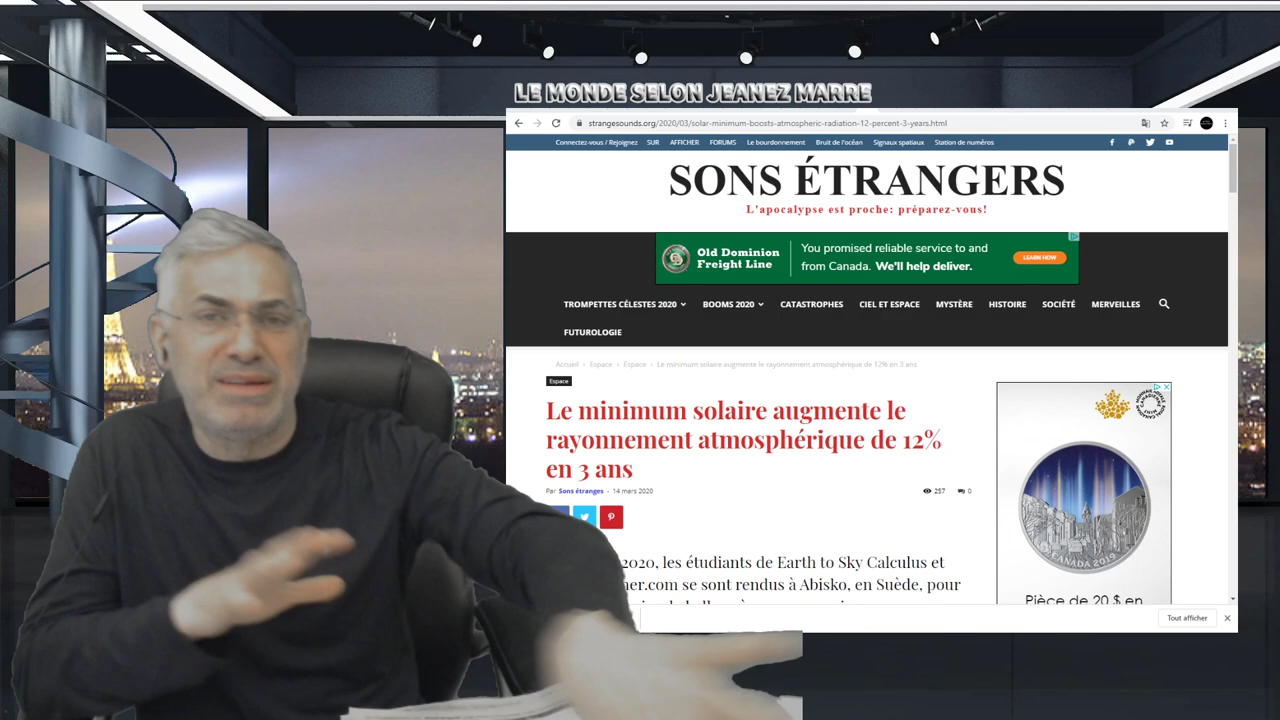 LE MONDE SELON JEANEZ MARRE
strangesounds.org/2020/03/solar-minimum-boosts-atmospheric-radiation-12-percent-3-years.html
Connectez-vous / Rejoignez SUR AFFICHER FORUMS Le bourdonnement Bruit de l'océan Signaux spatiaux Station de numéros
SONS ÉTRANGERS
L'apocalypse est proche: préparez-vous!
Old Dominion
Freight Line
You promised reliable service to and
from Canada. We'll help deliver.
LEARN NOW
TROMPETTES CÉLESTES 2020 BOOMS 2020 CATASTROPHES CIEL ET ESPACE MYSTÈRE HISTOIRE SOCIÉTÉ MERVEILLES
FUTUROLOGIE
Accueil › Espace › Espace › Le minimum solaire augmente le rayonnement atmosphérique de 12% en 3 ans
Espace
Le minimum solaire augmente le
rayonnement atmosphérique de 12%
en 3 ans
Par Sons étranges - 14 mars 2020
257 0
2020, les étudiants de Earth to Sky Calculus et
her.com se sont rendus à Abisko, en Suède, pour
CANADA 2019
Pièce de 20 $ en
Tout afficher